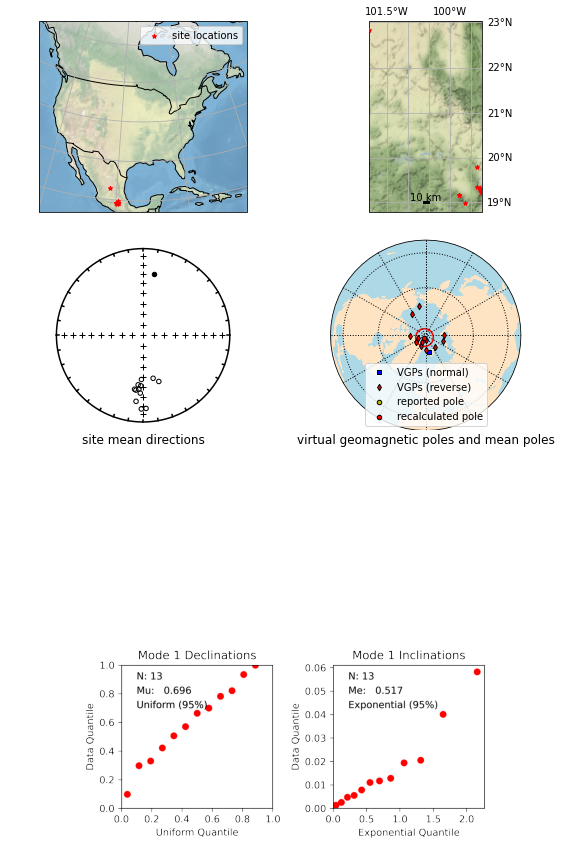 101.5°W 100°W
site locations
23°N
22°N
21°N
20°N
19°N
10 km
VGPs (normal)
VGPs (reverse)
reported pole
recalculated pole
site mean directions
virtual geomagnetic poles and mean poles
Mode 1 Declinations
N: 13
Mu: 0.696
Uniform (95%)
Data Quantile
1.0
0.8
0.6
0.4
0.2
0.0
0.0 0.2 0.4 0.6 0.8 1.0
Uniform Quantile
Mode 1 Inclinations
N: 13
Me: 0.517
Exponential (95%)
Data Quantile
0.06
0.05
0.04
0.03
0.02
0.01
0.00
0.0 0.5 1.0 1.5 2.0
Exponential Quantile